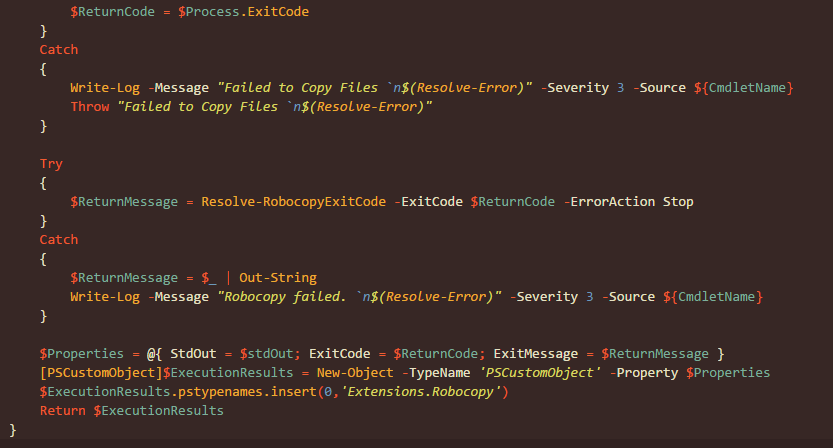 $ReturnCode = $Process.ExitCode
}
Catch
{
Write-Log -Message "Failed to Copy Files `n$(Resolve-Error)" -Severity 3 -Source ${CmdletName}
Throw "Failed to Copy Files `n$(Resolve-Error)"
}
Try
{
$ReturnMessage = Resolve-RobocopyExitCode -ExitCode $ReturnCode -ErrorAction Stop
}
Catch
{
$ReturnMessage = $_ | Out-String
Write-Log -Message "Robocopy failed. `n$(Resolve-Error)" -Severity 3 -Source ${CmdletName}
}
$Properties = @{ StdOut = $stdOut; ExitCode = $ReturnCode; ExitMessage = $ReturnMessage }
[PSCustomObject]$ExecutionResults = New-Object -TypeName 'PSCustomObject' -Property $Properties
$ExecutionResults.pstypenames.insert(0,'Extensions.Robocopy')
Return $ExecutionResults
}